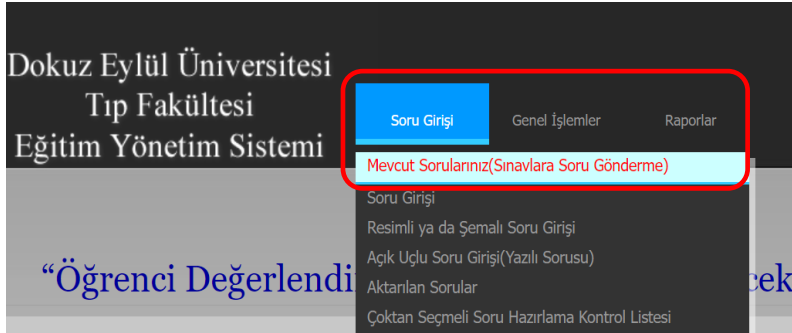 Dokuz Eylül Üniversitesi
Tıp Fakültesi
Eğitim Yönetim Sistemi
Soru Girişi Genel İşlemler Raporlar
Mevcut Sorularınız(Sınavlara Soru Gönderme)
Soru Girişi
Resimli ya da Şemalı Soru Girişi
Açık Uçlu Soru Girişi(Yazılı Sorusu)
Aktarılan Sorular
Çoktan Seçmeli Soru Hazırlama Kontrol Listesi
“Öğrenci